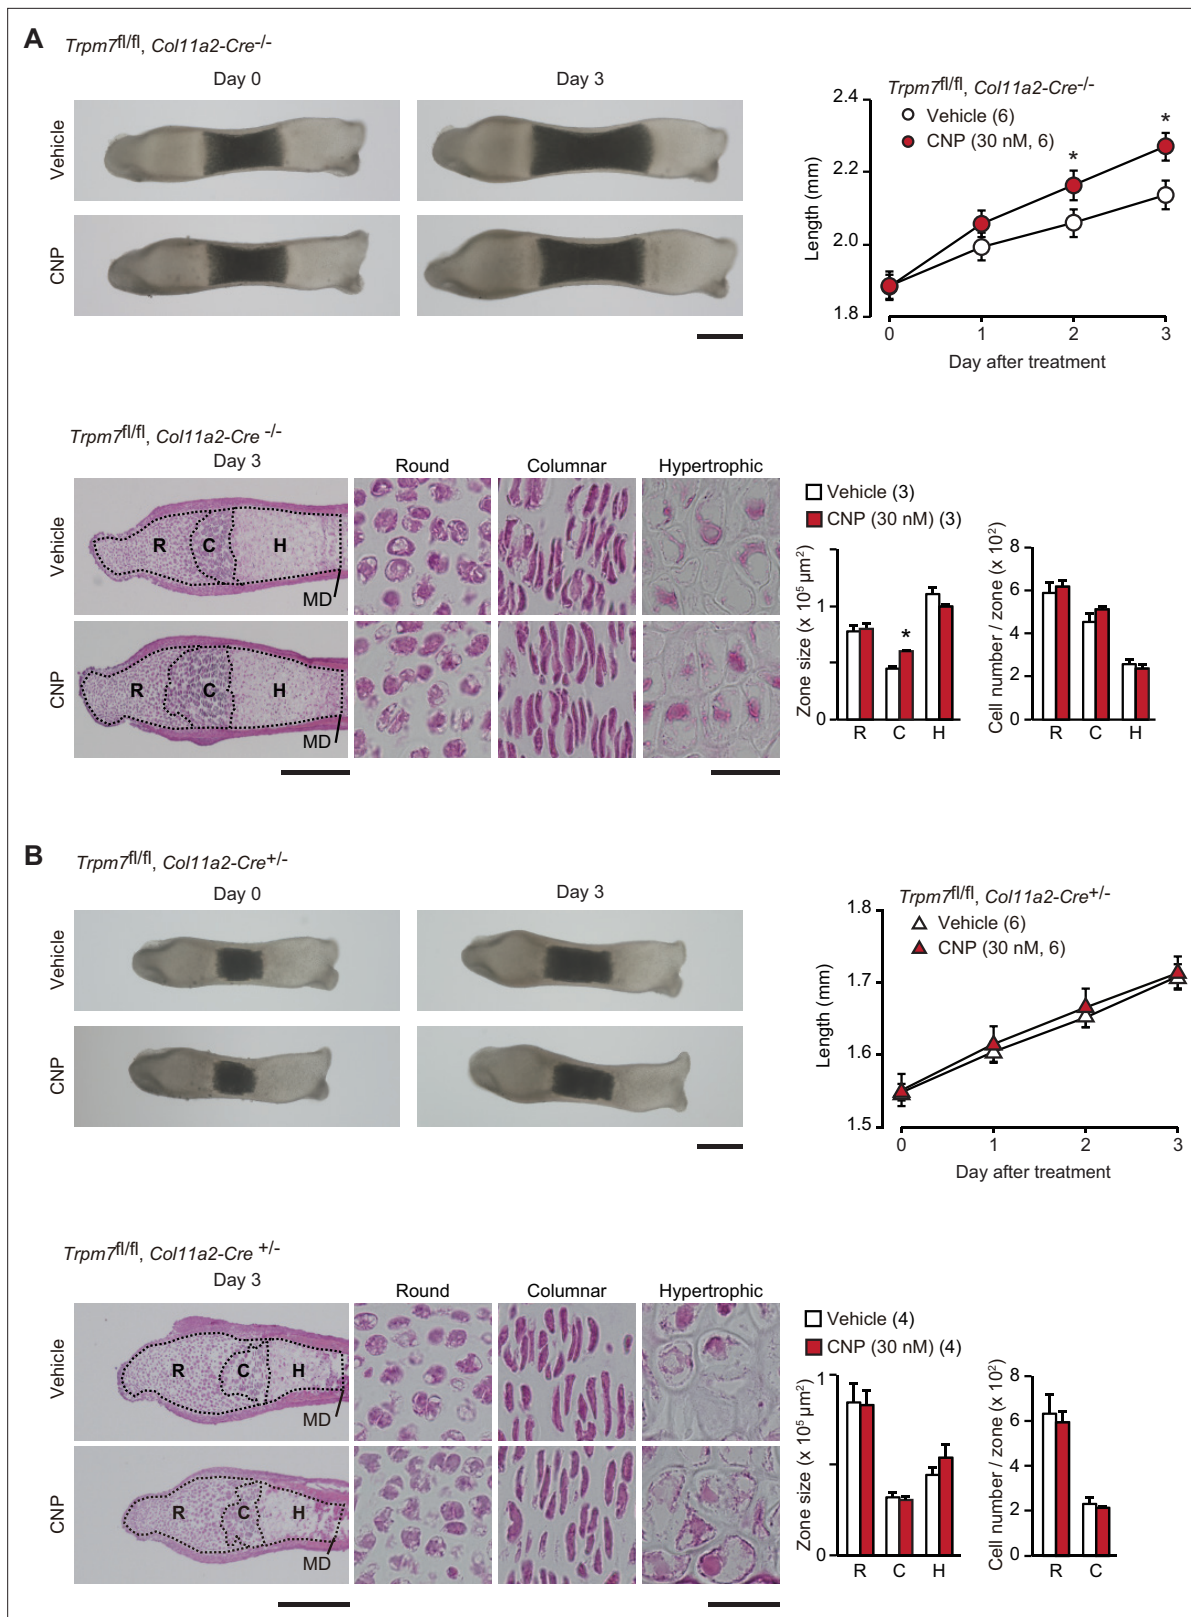 A
Trpm7fl/fl, Col11a2-Cre-/-
Day 0
Day 3
Vehicle
CNP
Trpm7fl/fl, Col11a2-Cre-/-
Vehicle (6)
CNP (30 nM, 6)
*
*
Length (mm)
2.4
2.2
2.0
1.8
0 1 2 3
Day after treatment
Trpm7fl/fl, Col11a2-Cre -/-
Day 3
Round
Columnar
Hypertrophic
Vehicle
R C H
MD
CNP
R C H
MD
Vehicle (3)
CNP (30 nM) (3)
Zone size (x 10⁵ µm²)
1
0
*
R C H
Cell number / zone (x 10²)
8
6
4
2
0
R C H
B
Trpm7fl/fl, Col11a2-Cre+/-
Day 0
Day 3
Vehicle
CNP
Trpm7fl/fl, Col11a2-Cre+/-
Vehicle (6)
CNP (30 nM, 6)
Length (mm)
1.8
1.7
1.6
1.5
0 1 2 3
Day after treatment
Trpm7fl/fl, Col11a2-Cre +/-
Day 3
Round
Columnar
Hypertrophic
Vehicle
R C H
MD
CNP
R C H
MD
Vehicle (4)
CNP (30 nM) (4)
Zone size (x 10⁵ µm²)
1
0
R C H
Cell number / zone (x 10²)
8
6
4
2
0
R C